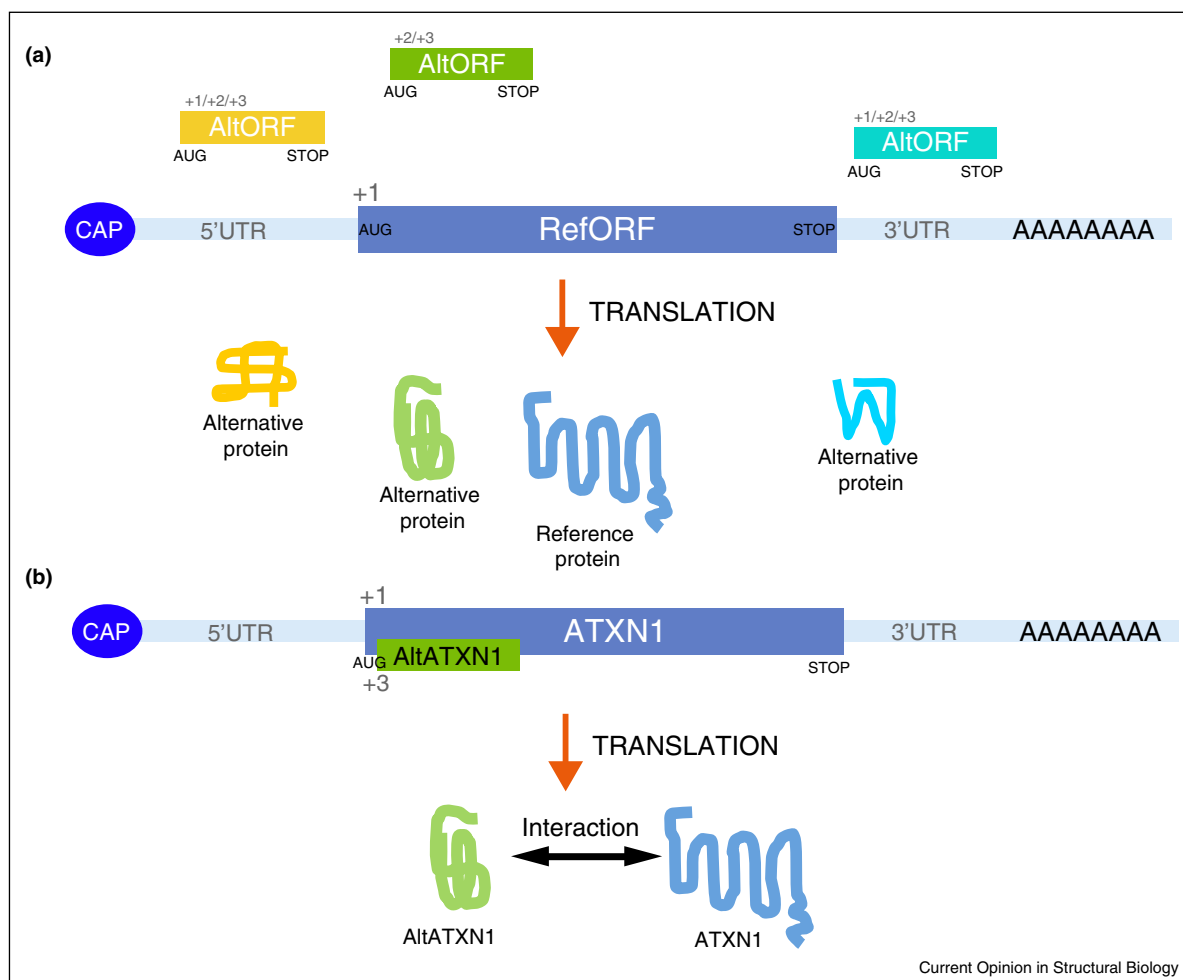 (a)
+2/+3
AltORF
AUG STOP
+1/+2/+3
AltORF
AUG STOP
+1/+2/+3
AltORF
AUG STOP
+1
CAP 5'UTR AUG RefORF STOP 3'UTR AAAAAAAA
TRANSLATION
Alternative
protein
Alternative
protein
Reference
protein
Alternative
protein
(b)
+1
CAP 5'UTR ATXN1 3'UTR AAAAAAAA
AUG AltATXN1 STOP
+3
TRANSLATION
Interaction
AltATXN1 ATXN1
Current Opinion in Structural Biology